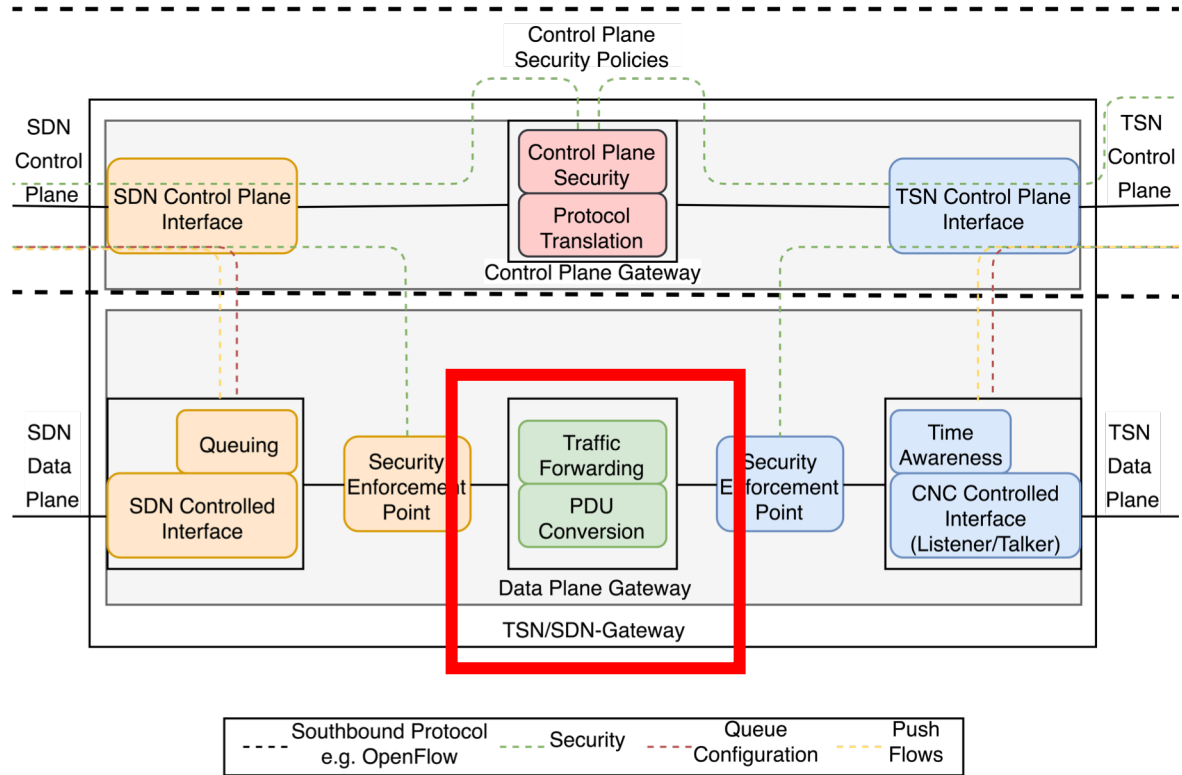 Control Plane
Security Policies
SDN
Control
Plane
TSN
Control
Plane
Control Plane
Security
SDN Control Plane
Interface
Protocol
Translation
TSN Control Plane
Interface
Control Plane Gateway
SDN
Data
Plane
Queuing
SDN Controlled
Interface
Security
Enforcement
Point
Traffic
Forwarding
PDU
Conversion
Security
Enforcement
Point
Time
Awareness
CNC Controlled
Interface
(Listener/Talker)
TSN
Data
Plane
Data Plane Gateway
TSN/SDN-Gateway
Southbound Protocol
e.g. OpenFlow
Security
Queue
Configuration
Push
Flows